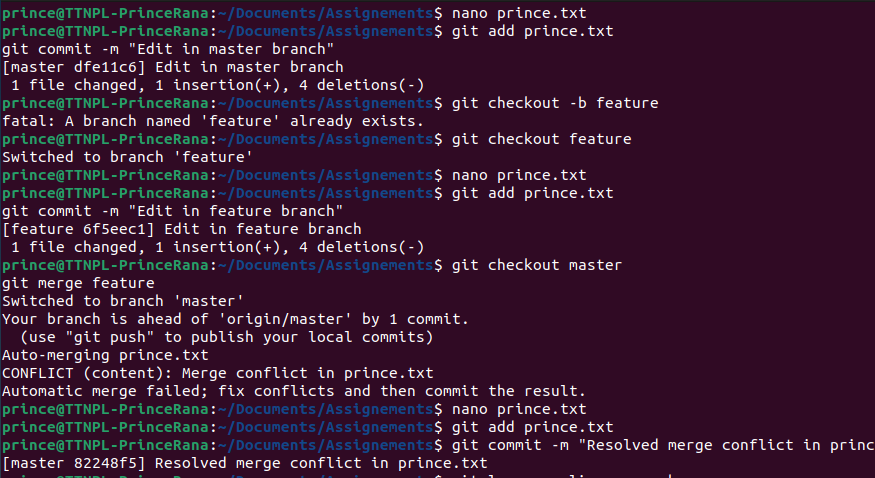 prince@TTNPL-PrinceRana:~/Documents/Assignements$ nano prince.txt
prince@TTNPL-PrinceRana:~/Documents/Assignements$ git add prince.txt
git commit -m "Edit in master branch"
[master dfe11c6] Edit in master branch
 1 file changed, 1 insertion(+), 4 deletions(-)
prince@TTNPL-PrinceRana:~/Documents/Assignements$ git checkout -b feature
fatal: A branch named 'feature' already exists.
prince@TTNPL-PrinceRana:~/Documents/Assignements$ git checkout feature
Switched to branch 'feature'
prince@TTNPL-PrinceRana:~/Documents/Assignements$ nano prince.txt
prince@TTNPL-PrinceRana:~/Documents/Assignements$ git add prince.txt
git commit -m "Edit in feature branch"
[feature 6f5eec1] Edit in feature branch
 1 file changed, 1 insertion(+), 4 deletions(-)
prince@TTNPL-PrinceRana:~/Documents/Assignements$ git checkout master
git merge feature
Switched to branch 'master'
Your branch is ahead of 'origin/master' by 1 commit.
  (use "git push" to publish your local commits)
Auto-merging prince.txt
CONFLICT (content): Merge conflict in prince.txt
Automatic merge failed; fix conflicts and then commit the result.
prince@TTNPL-PrinceRana:~/Documents/Assignements$ nano prince.txt
prince@TTNPL-PrinceRana:~/Documents/Assignements$ git add prince.txt
prince@TTNPL-PrinceRana:~/Documents/Assignements$ git commit -m "Resolved merge conflict in princ
[master 82248f5] Resolved merge conflict in prince.txt